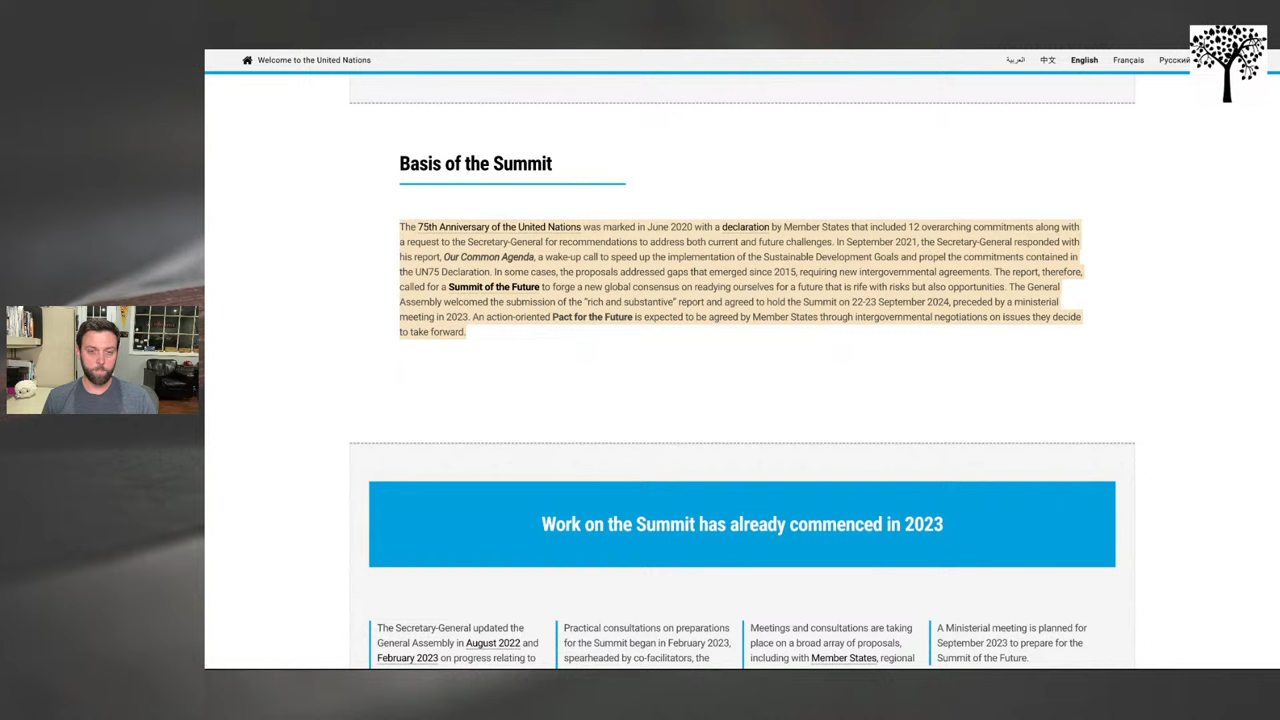 Welcome to the United Nations
العربية
中文
English
Français
Русский
Basis of the Summit
The 75th Anniversary of the United Nations was marked in June 2020 with a declaration by Member States that included 12 overarching commitments along with
a request to the Secretary-General for recommendations to address both current and future challenges. In September 2021, the Secretary-General responded with
his report, Our Common Agenda, a wake-up call to speed up the implementation of the Sustainable Development Goals and propel the commitments contained in
the UN75 Declaration. In some cases, the proposals addressed gaps that emerged since 2015, requiring new intergovernmental agreements. The report, therefore,
called for a Summit of the Future to forge a new global consensus on readying ourselves for a future that is rife with risks but also opportunities. The General
Assembly welcomed the submission of the “rich and substantive” report and agreed to hold the Summit on 22-23 September 2024, preceded by a ministerial
meeting in 2023. An action-oriented Pact for the Future is expected to be agreed by Member States through intergovernmental negotiations on issues they decide
to take forward.
Work on the Summit has already commenced in 2023
The Secretary-General updated the
General Assembly in August 2022 and
February 2023 on progress relating to
Practical consultations on preparations
for the Summit began in February 2023,
spearheaded by co-facilitators, the
Meetings and consultations are taking
place on a broad array of proposals,
including with Member States, regional
A Ministerial meeting is planned for
September 2023 to prepare for the
Summit of the Future.